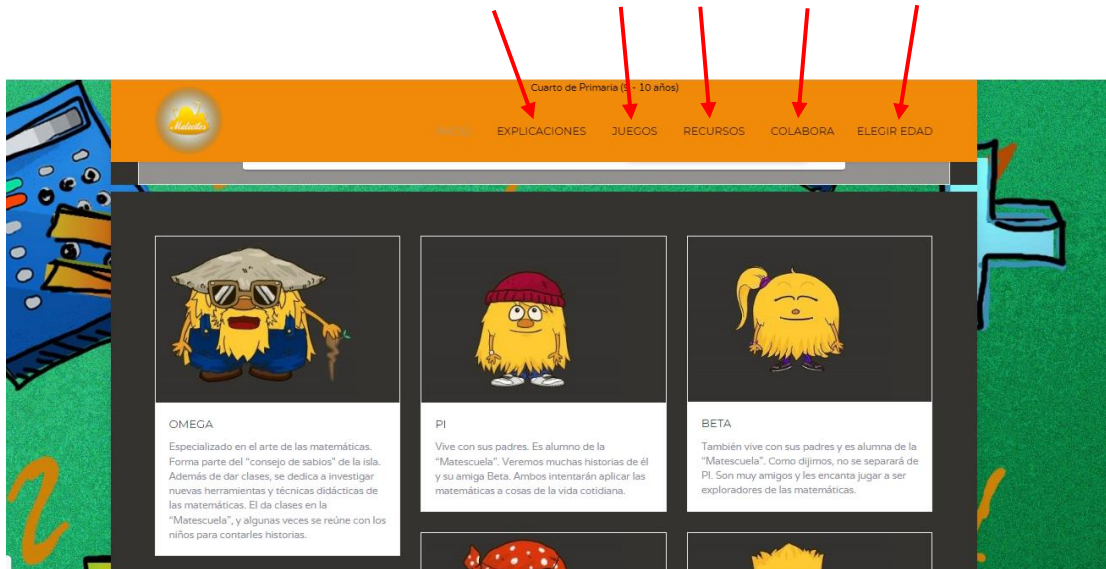 Cuarto de Primaria (9 - 10 años)
Malacites
EXPLICACIONES JUEGOS RECURSOS COLABORA ELEGIR EDAD
OMEGA
Especializado en el arte de las matemáticas.
Forma parte del "consejo de sabios" de la isla.
Además de dar clases, se dedica a investigar
nuevas herramientas y técnicas didácticas de
las matemáticas. El da clases en la
"Matescuela", y algunas veces se reúne con los
niños para contarles historias.
PI
Vive con sus padres. Es alumno de la
"Matescuela". Veremos muchas historias de él
y su amiga Beta. Ambos intentarán aplicar las
matemáticas a cosas de la vida cotidiana.
BETA
También vive con sus padres y es alumna de la
"Matescuela". Como dijimos, no se separará de
PI. Son muy amigos y les encanta jugar a ser
exploradores de las matemáticas.